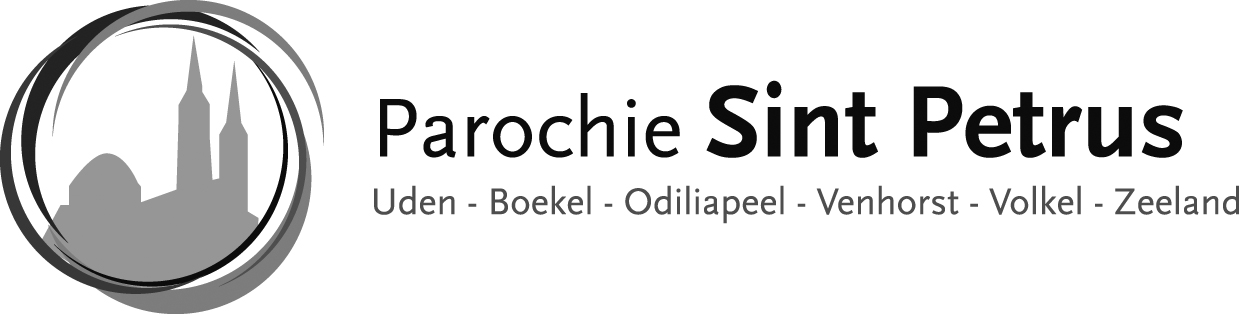 Parochie Sint Petrus
Uden - Boekel - Odiliapeel - Venhorst - Volkel - Zeeland